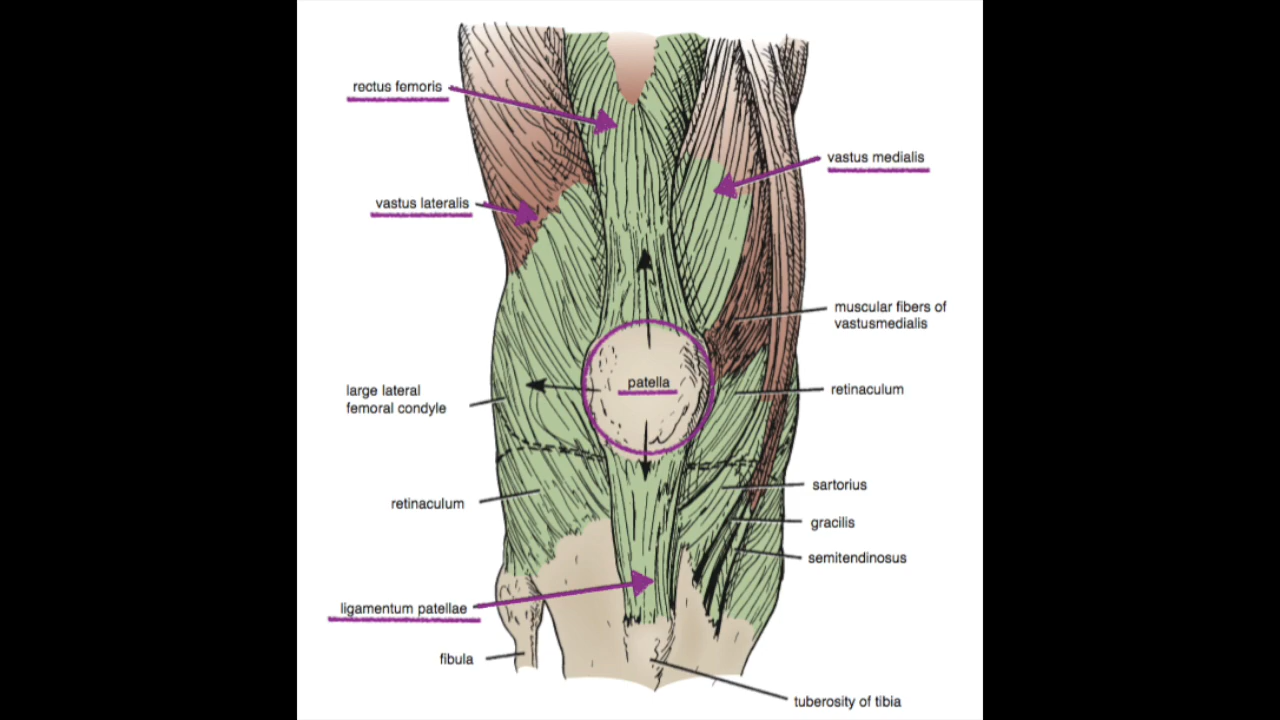 rectus femoris
vastus medialis
vastus lateralis
muscular fibers of
vastusmedialis
patella
large lateral
femoral condyle
retinaculum
sartorius
retinaculum
gracilis
semitendinosus
ligamentum patellae
fibula
tuberosity of tibia